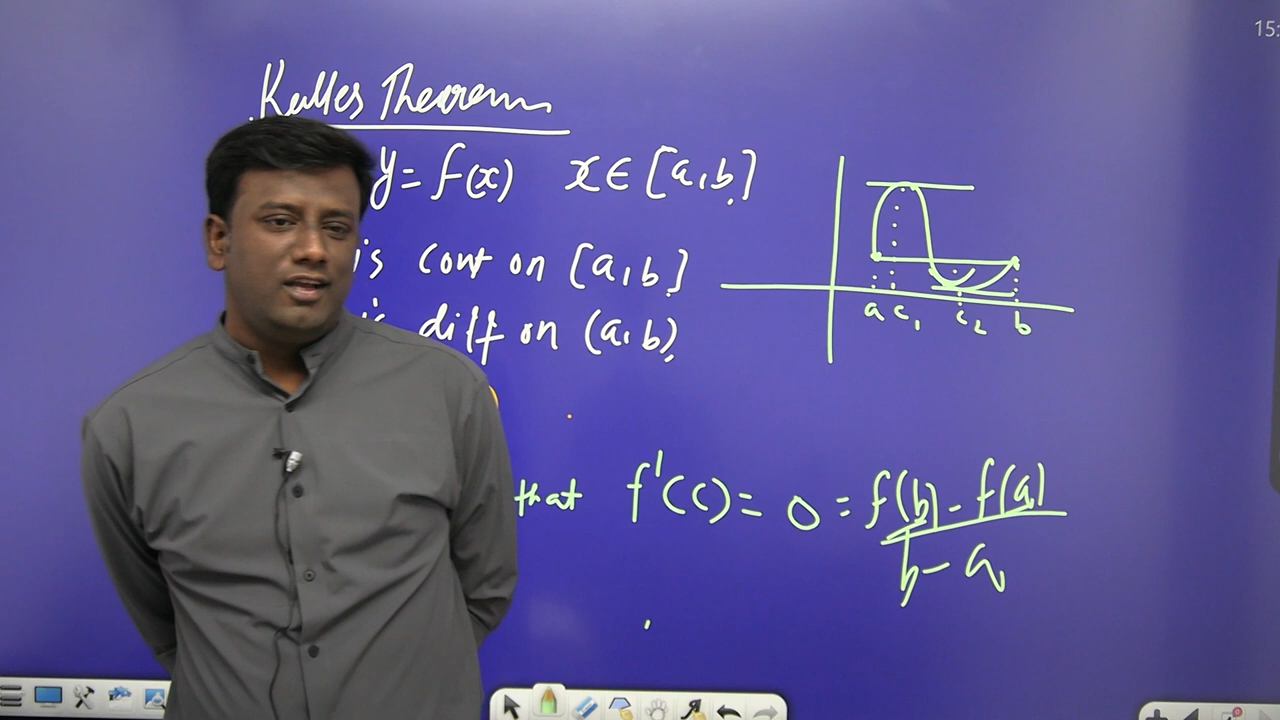 Rolles Theorem
y = f(x) x ∈ [a, b]
is cont on [a, b]
is diff on (a, b)
a c₁ c₂ b
that f'(c) = 0 = f(b) - f(a)
b - a
15: